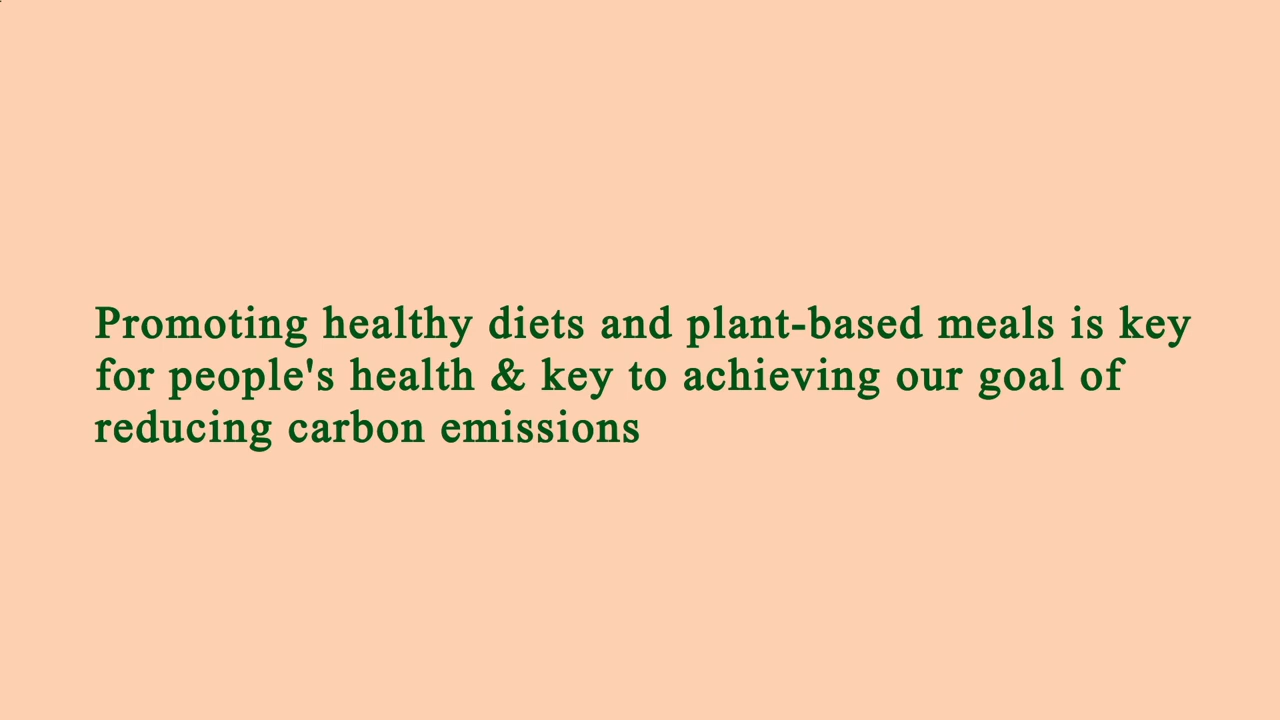 Promoting healthy diets and plant-based meals is key
for people's health & key to achieving our goal of
reducing carbon emissions